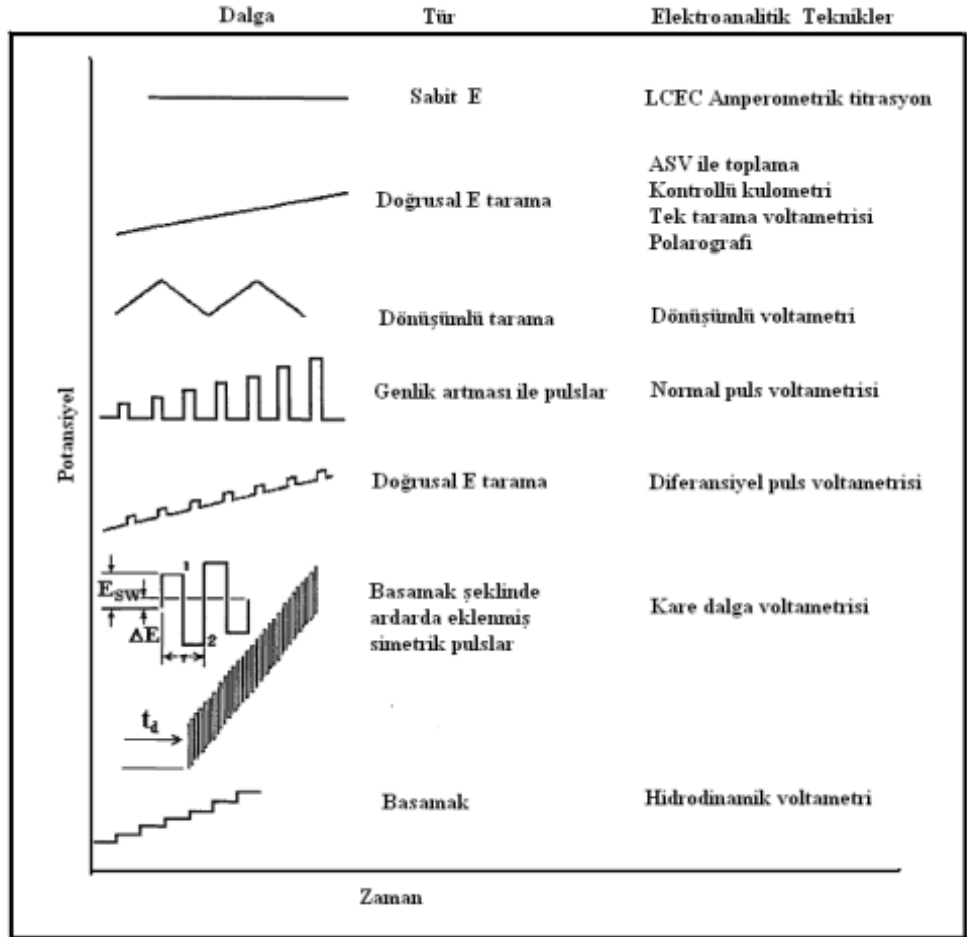 Dalga Tür Elektroanalitik Teknikler
Sabit E LCEC Amperometrik titrasyon
ASV ile toplama
Kontrollü kulometri
Doğrusal E tarama
Tek tarama voltametrisi
Polarografi
Dönüşümlü tarama Dönüşümlü voltametri
Genlik artması ile pulslar Normal puls voltametrisi
Potansiyel
Doğrusal E tarama Diferansiyel puls voltametrisi
1
E_SW
ΔE
2
τ
t_d
Basamak şeklinde
ardarda eklenmiş
simetrik pulslar
Kare dalga voltametrisi
Basamak Hidrodinamik voltametri
Zaman